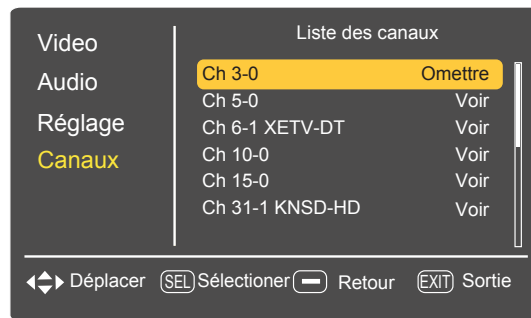 Video
Audio
Réglage
Canaux
Liste des canaux
Ch 3-0 Omettre
Ch 5-0 Voir
Ch 6-1 XETV-DT Voir
Ch 10-0 Voir
Ch 15-0 Voir
Ch 31-1 KNSD-HD Voir
Déplacer SEL Sélectioner Retour EXIT Sortie